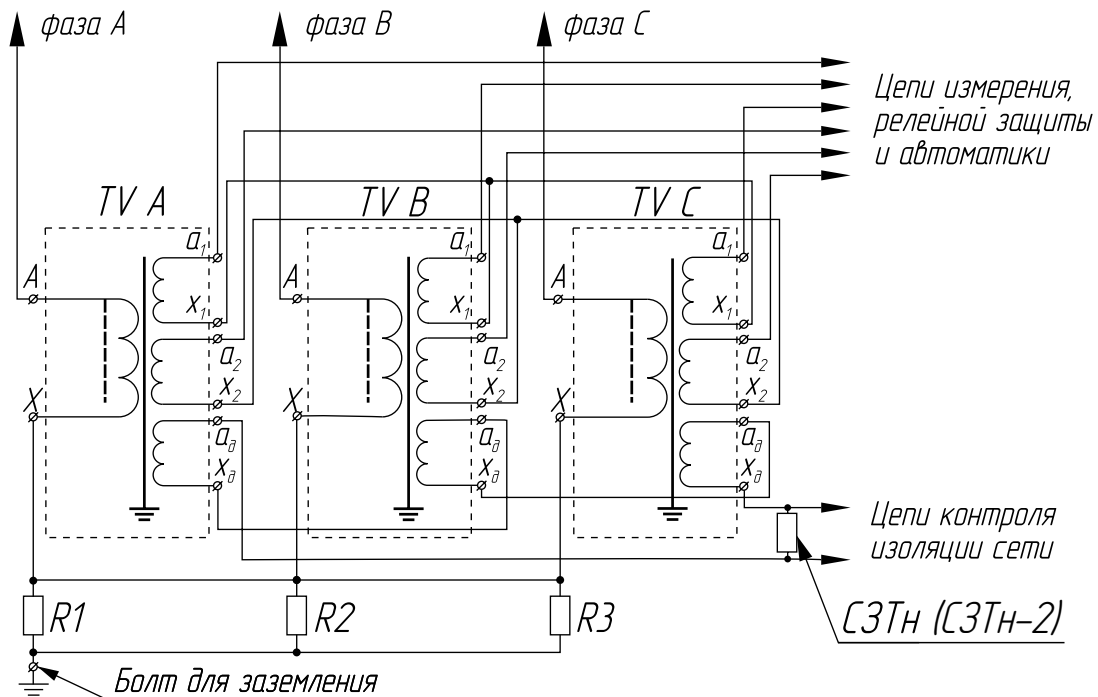 фаза A
фаза B
фаза C
Цепи измерения,
релейной защиты
и автоматики
TV A
TV B
TV C
a1
a1
a1
A
A
A
x1
x1
a2
a2
a2
x2
x2
x2
X
X
X
aд
aд
aд
xд
xд
xд
Цепи контроля
изоляции сети
R1
R2
R3
СЗТн (СЗТн-2)
Болт для заземления